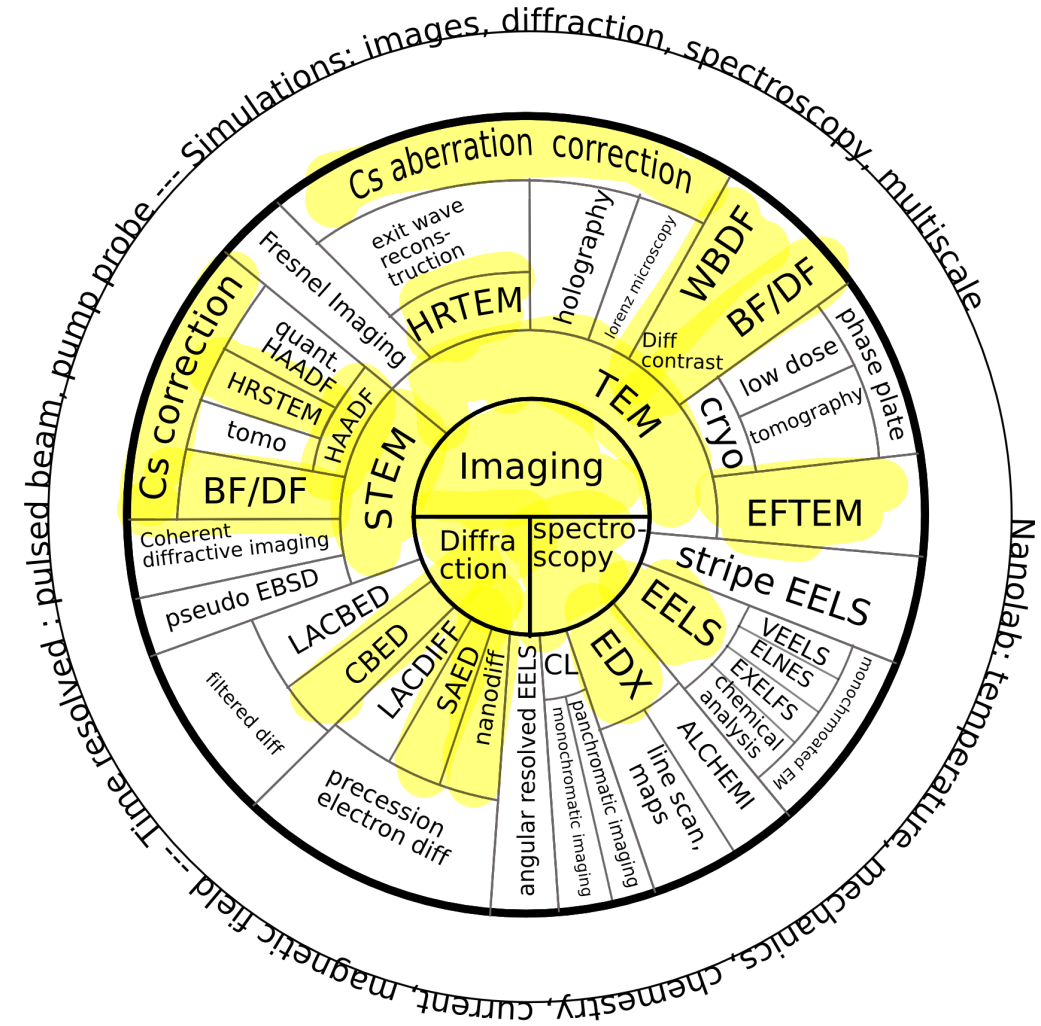 Simulations: images, diffraction, spectroscopy, multiscale
Nanolab: temperature, mechanics, chemestry, current, magnetic field ---- Time resolved : pulsed beam, pump probe ---
Cs aberration correction
exit wave
recons-
truction
HRTEM
holography
lorenz microscopy
WBDF
BF/DF
Diff
contrast
TEM
cryo
low dose
tomography
phase plate
EFTEM
Imaging
Fresnel Imaging
Cs correction
quant.
HAADF
HRSTEM
tomo
HAADF
BF/DF
STEM
Coherent
diffractive imaging
pseudo EBSD
Diffra
ction
LACBED
CBED
filtered diff
LACDIFF
SAED
nanodiff
precession
electron diff
spectro-
scopy
stripe EELS
EELS
VEELS
ELNES
EXELFS
chemical
analysis
monochrmoated EM
EDX
ALCHEMI
line scan,
maps
CL
panchromatic imaging
monochromatic imaging
angular resolved EELS